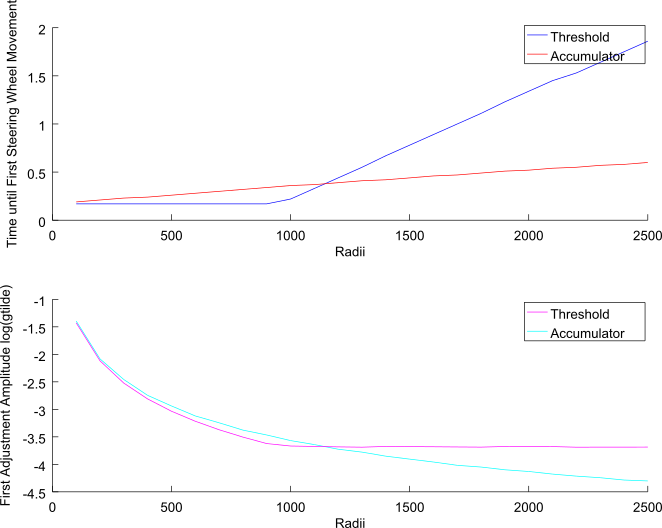 Time until First Steering Wheel Movement
2
1.5
1
0.5
0
0 500 1000 1500 2000 2500
Radii
Threshold
Accumulator
First Adjustment Amplitude log(gtilde)
-1
-1.5
-2
-2.5
-3
-3.5
-4
-4.5
0 500 1000 1500 2000 2500
Radii
Threshold
Accumulator